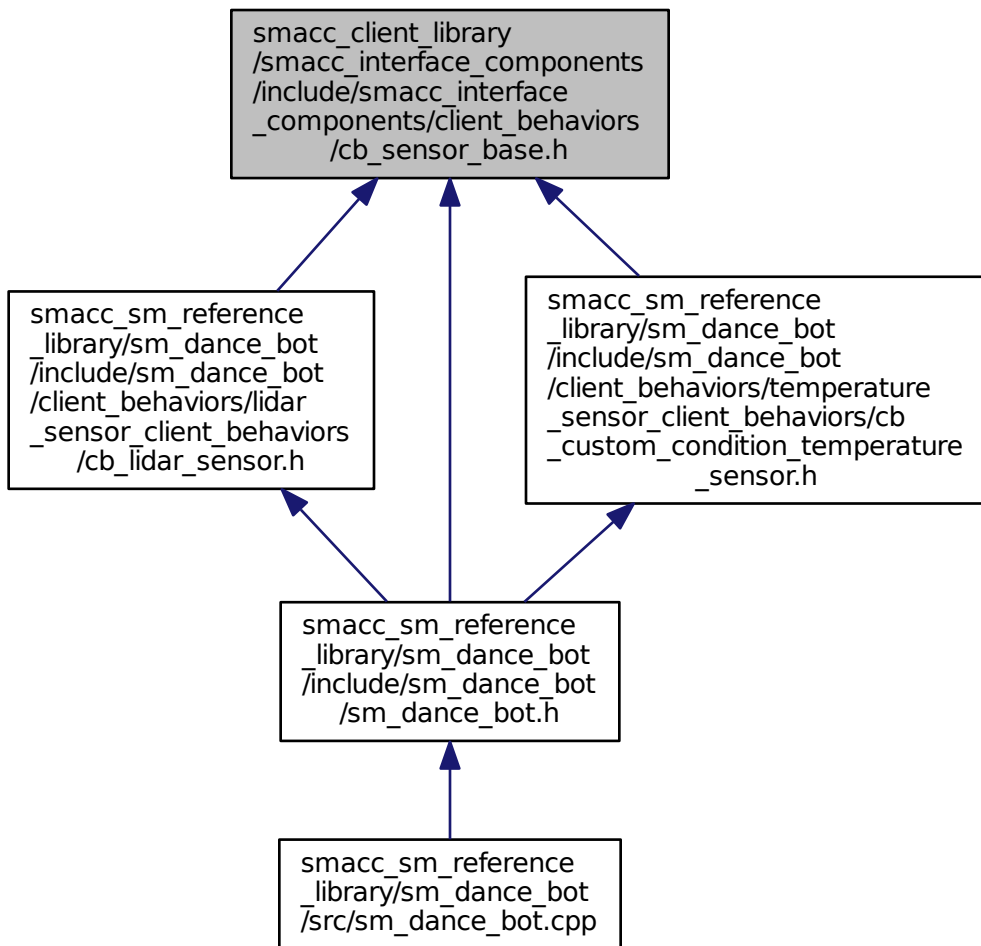 smacc_client_library
/smacc_interface_components
/include/smacc_interface
_components/client_behaviors
/cb_sensor_base.h
smacc_sm_reference
_library/sm_dance_bot
/include/sm_dance_bot
/client_behaviors/lidar
_sensor_client_behaviors
/cb_lidar_sensor.h
smacc_sm_reference
_library/sm_dance_bot
/include/sm_dance_bot
/client_behaviors/temperature
_sensor_client_behaviors/cb
_custom_condition_temperature
_sensor.h
smacc_sm_reference
_library/sm_dance_bot
/include/sm_dance_bot
/sm_dance_bot.h
smacc_sm_reference
_library/sm_dance_bot
/src/sm_dance_bot.cpp